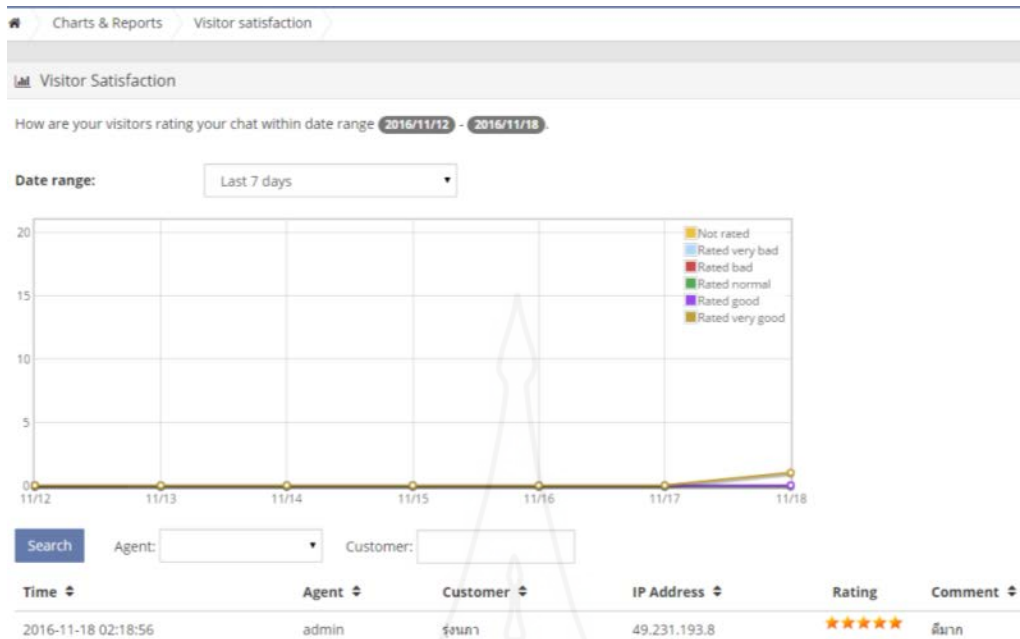 Charts & Reports Visitor satisfaction
Visitor Satisfaction
How are your visitors rating your chat within date range 2016/11/12 - 2016/11/18.
Date range: Last 7 days
20
15
10
5
0
Not rated
Rated very bad
Rated bad
Rated normal
Rated good
Rated very good
11/12 11/13 11/14 11/15 11/16 11/17 11/18
Search Agent: Customer:
Time Agent Customer IP Address Rating Comment
2016-11-18 02:18:56 admin รุ่งนภา 49.231.193.8 ดีมาก